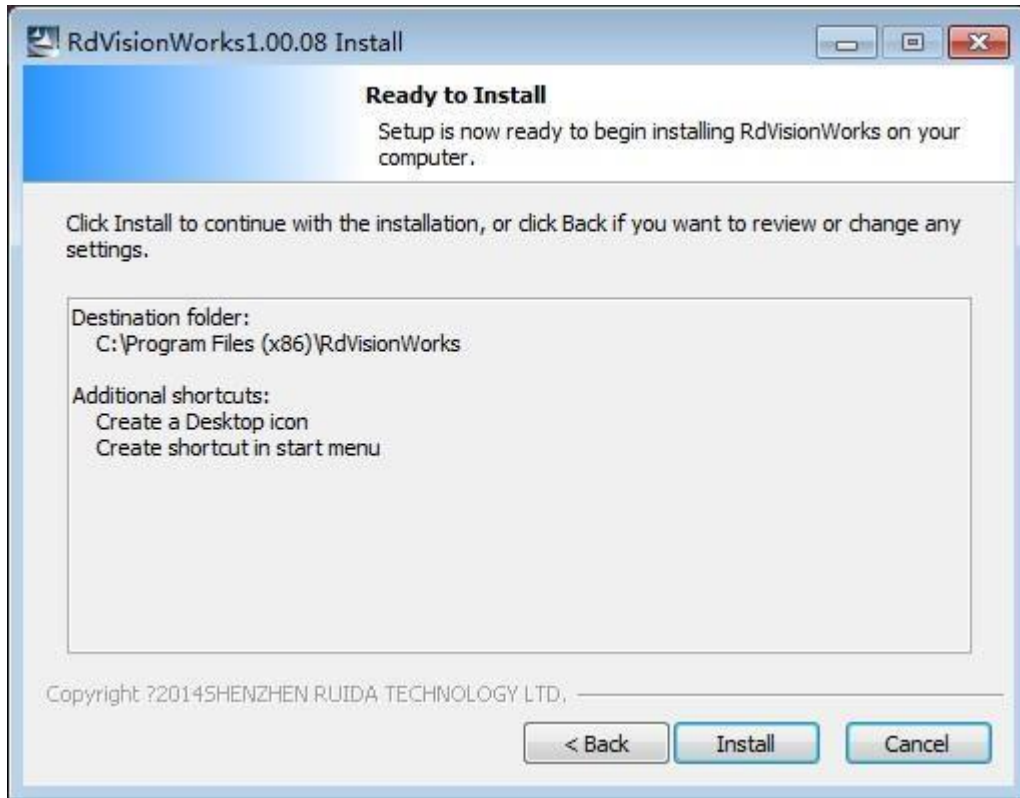 RdVisionWorks1.00.08 Install
Ready to Install
Setup is now ready to begin installing RdVisionWorks on your
computer.
Click Install to continue with the installation, or click Back if you want to review or change any
settings.
Destination folder:
C:\Program Files (x86)\RdVisionWorks
Additional shortcuts:
Create a Desktop icon
Create shortcut in start menu
Copyright ?2014SHENZHEN RUIDA TECHNOLOGY LTD.
< Back Install Cancel